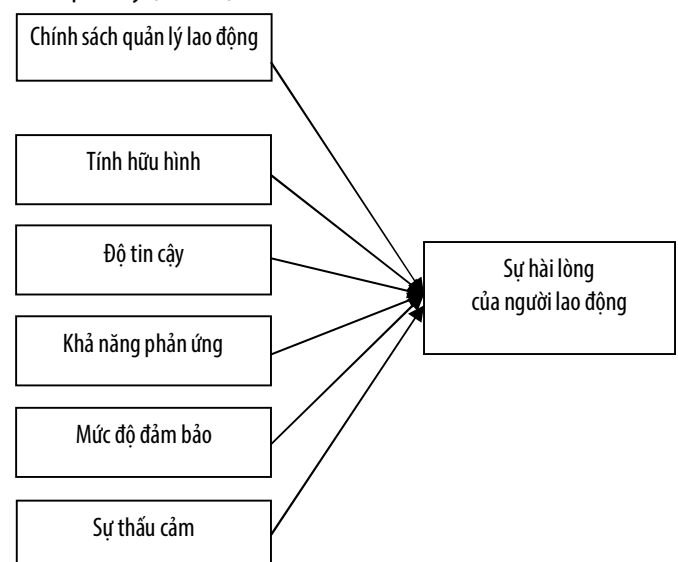 Chính sách quản lý lao động
Tính hữu hình
Độ tin cậy
Khả năng phản ứng
Mức độ đảm bảo
Sự thấu cảm
Sự hài lòng
của người lao động